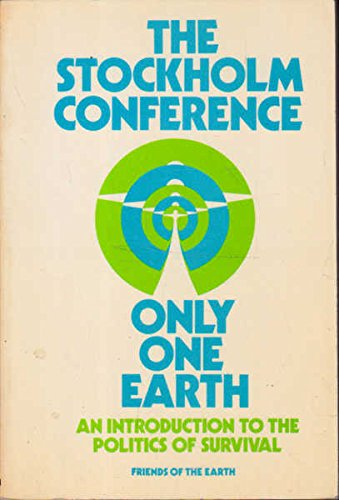 THE
STOCKHOLM
CONFERENCE
ONLY
ONE
EARTH
AN INTRODUCTION TO THE
POLITICS OF SURVIVAL
FRIENDS OF THE EARTH